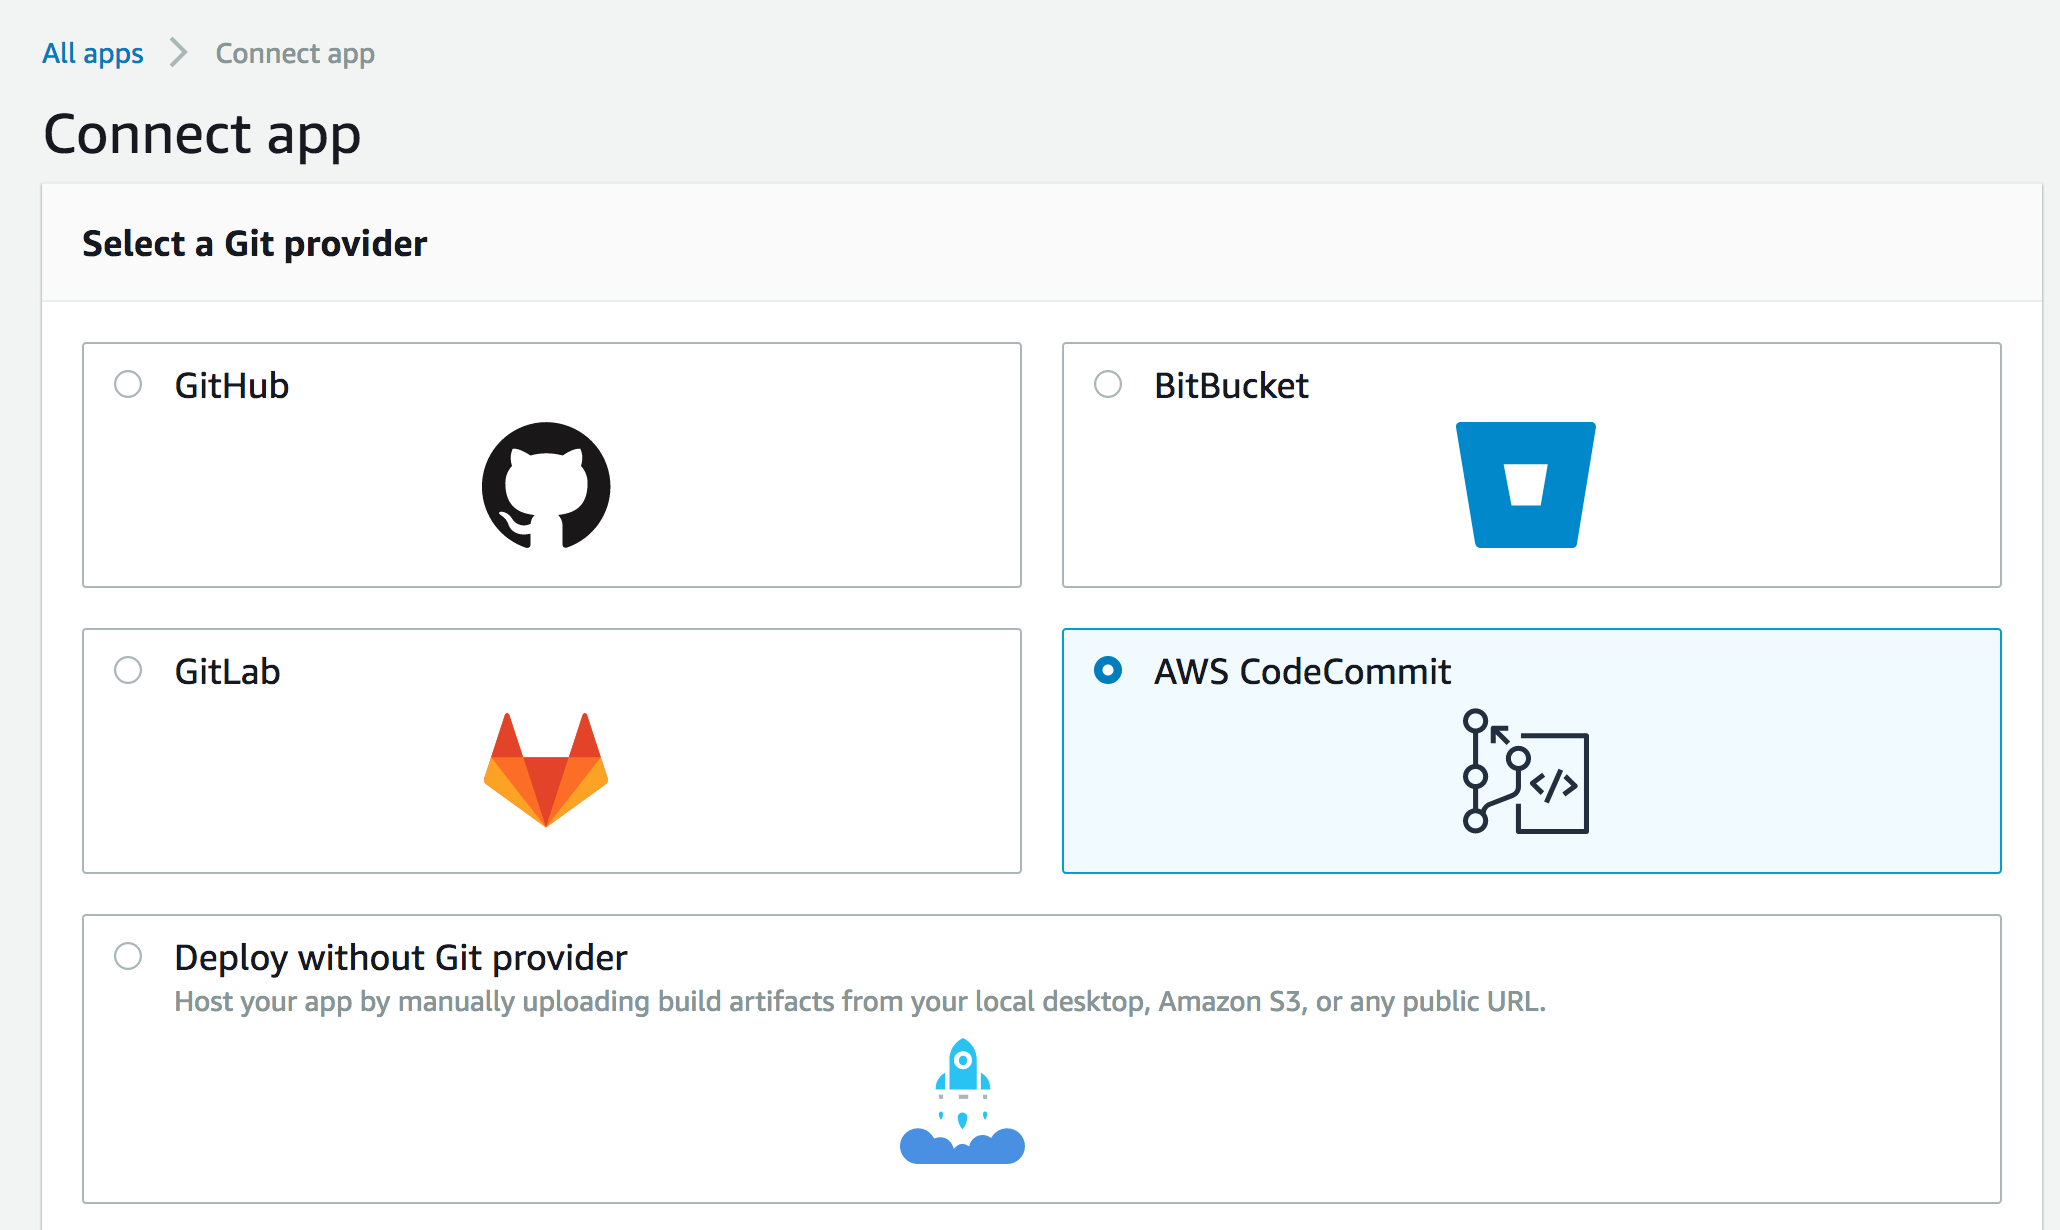 All apps
Connect app
Connect app
Select a Git provider
GitHub
BitBucket
GitLab
AWS CodeCommit
</>
Deploy without Git provider
Host your app by manually uploading build artifacts from your local desktop, Amazon S3, or any public URL.